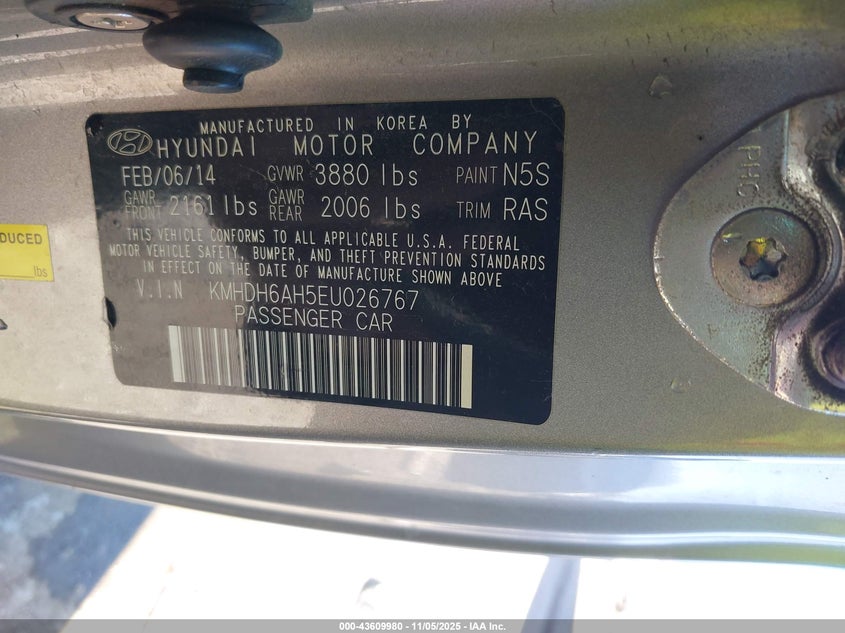 MANUFACTURED IN KOREA BY
HYUNDAI MOTOR COMPANY
FEB/06/14 GVWR 3880 lbs PAINT N5S
GAWR FRONT 2161 lbs GAWR REAR 2006 lbs TRIM RAS
THIS VEHICLE CONFORMS TO ALL APPLICABLE U.S.A. FEDERAL
MOTOR VEHICLE SAFETY, BUMPER, AND THEFT PREVENTION STANDARDS
IN EFFECT ON THE DATE OF MANUFACTURE SHOWN ABOVE
V.I.N KMHDH6AH5EU026767
PASSENGER CAR
DUCED
lbs
PHC
000-43609980 - 11/05/2025 - IAA Inc.